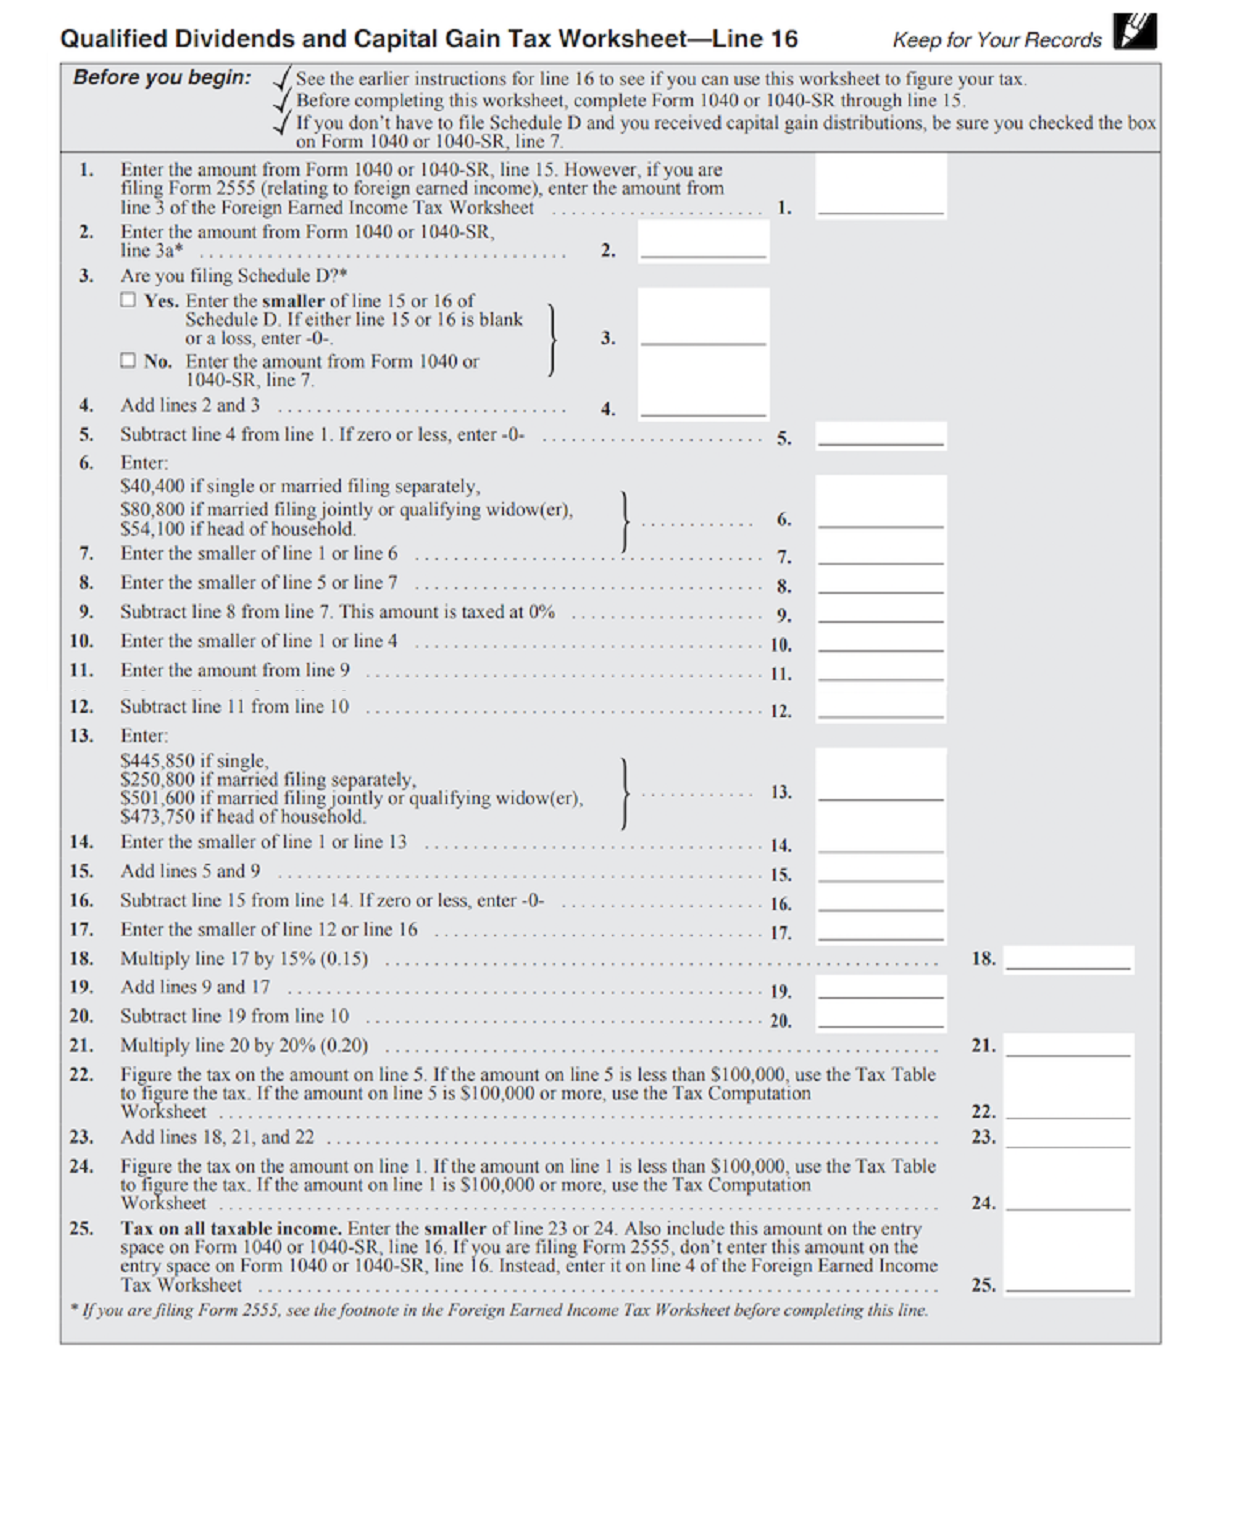 Qualified Dividends and Capital Gain Tax Worksheet—Line 16 Keep for Your Records
Before you begin: ✓ See the earlier instructions for line 16 to see if you can use this worksheet to figure your tax.
✓ Before completing this worksheet, complete Form 1040 or 1040-SR through line 15.
✓ If you don't have to file Schedule D and you received capital gain distributions, be sure you checked the box
on Form 1040 or 1040-SR, line 7.
1. Enter the amount from Form 1040 or 1040-SR, line 15. However, if you are
filing Form 2555 (relating to foreign earned income), enter the amount from
line 3 of the Foreign Earned Income Tax Worksheet 1.
2. Enter the amount from Form 1040 or 1040-SR,
line 3a* 2.
3. Are you filing Schedule D?*
☐ Yes. Enter the smaller of line 15 or 16 of
Schedule D. If either line 15 or 16 is blank
or a loss, enter -0-. 3.
☐ No. Enter the amount from Form 1040 or
1040-SR, line 7.
4. Add lines 2 and 3 4.
5. Subtract line 4 from line 1. If zero or less, enter -0- 5.
6. Enter:
$40,400 if single or married filing separately,
$80,800 if married filing jointly or qualifying widow(er), 6.
$54,100 if head of household.
7. Enter the smaller of line 1 or line 6 7.
8. Enter the smaller of line 5 or line 7 8.
9. Subtract line 8 from line 7. This amount is taxed at 0% 9.
10. Enter the smaller of line 1 or line 4 10.
11. Enter the amount from line 9 11.
12. Subtract line 11 from line 10 12.
13. Enter:
$445,850 if single,
$250,800 if married filing separately, 13.
$501,600 if married filing jointly or qualifying widow(er),
$473,750 if head of household.
14. Enter the smaller of line 1 or line 13 14.
15. Add lines 5 and 9 15.
16. Subtract line 15 from line 14. If zero or less, enter -0- 16.
17. Enter the smaller of line 12 or line 16 17.
18. Multiply line 17 by 15% (0.15) 18.
19. Add lines 9 and 17 19.
20. Subtract line 19 from line 10 20.
21. Multiply line 20 by 20% (0.20) 21.
22. Figure the tax on the amount on line 5. If the amount on line 5 is less than $100,000, use the Tax Table
to figure the tax. If the amount on line 5 is $100,000 or more, use the Tax Computation
Worksheet 22.
23. Add lines 18, 21, and 22 23.
24. Figure the tax on the amount on line 1. If the amount on line 1 is less than $100,000, use the Tax Table
to figure the tax. If the amount on line 1 is $100,000 or more, use the Tax Computation
Worksheet 24.
25. Tax on all taxable income. Enter the smaller of line 23 or 24. Also include this amount on the entry
space on Form 1040 or 1040-SR, line 16. If you are filing Form 2555, don't enter this amount on the
entry space on Form 1040 or 1040-SR, line 16. Instead, enter it on line 4 of the Foreign Earned Income
Tax Worksheet 25.
* If you are filing Form 2555, see the footnote in the Foreign Earned Income Tax Worksheet before completing this line.